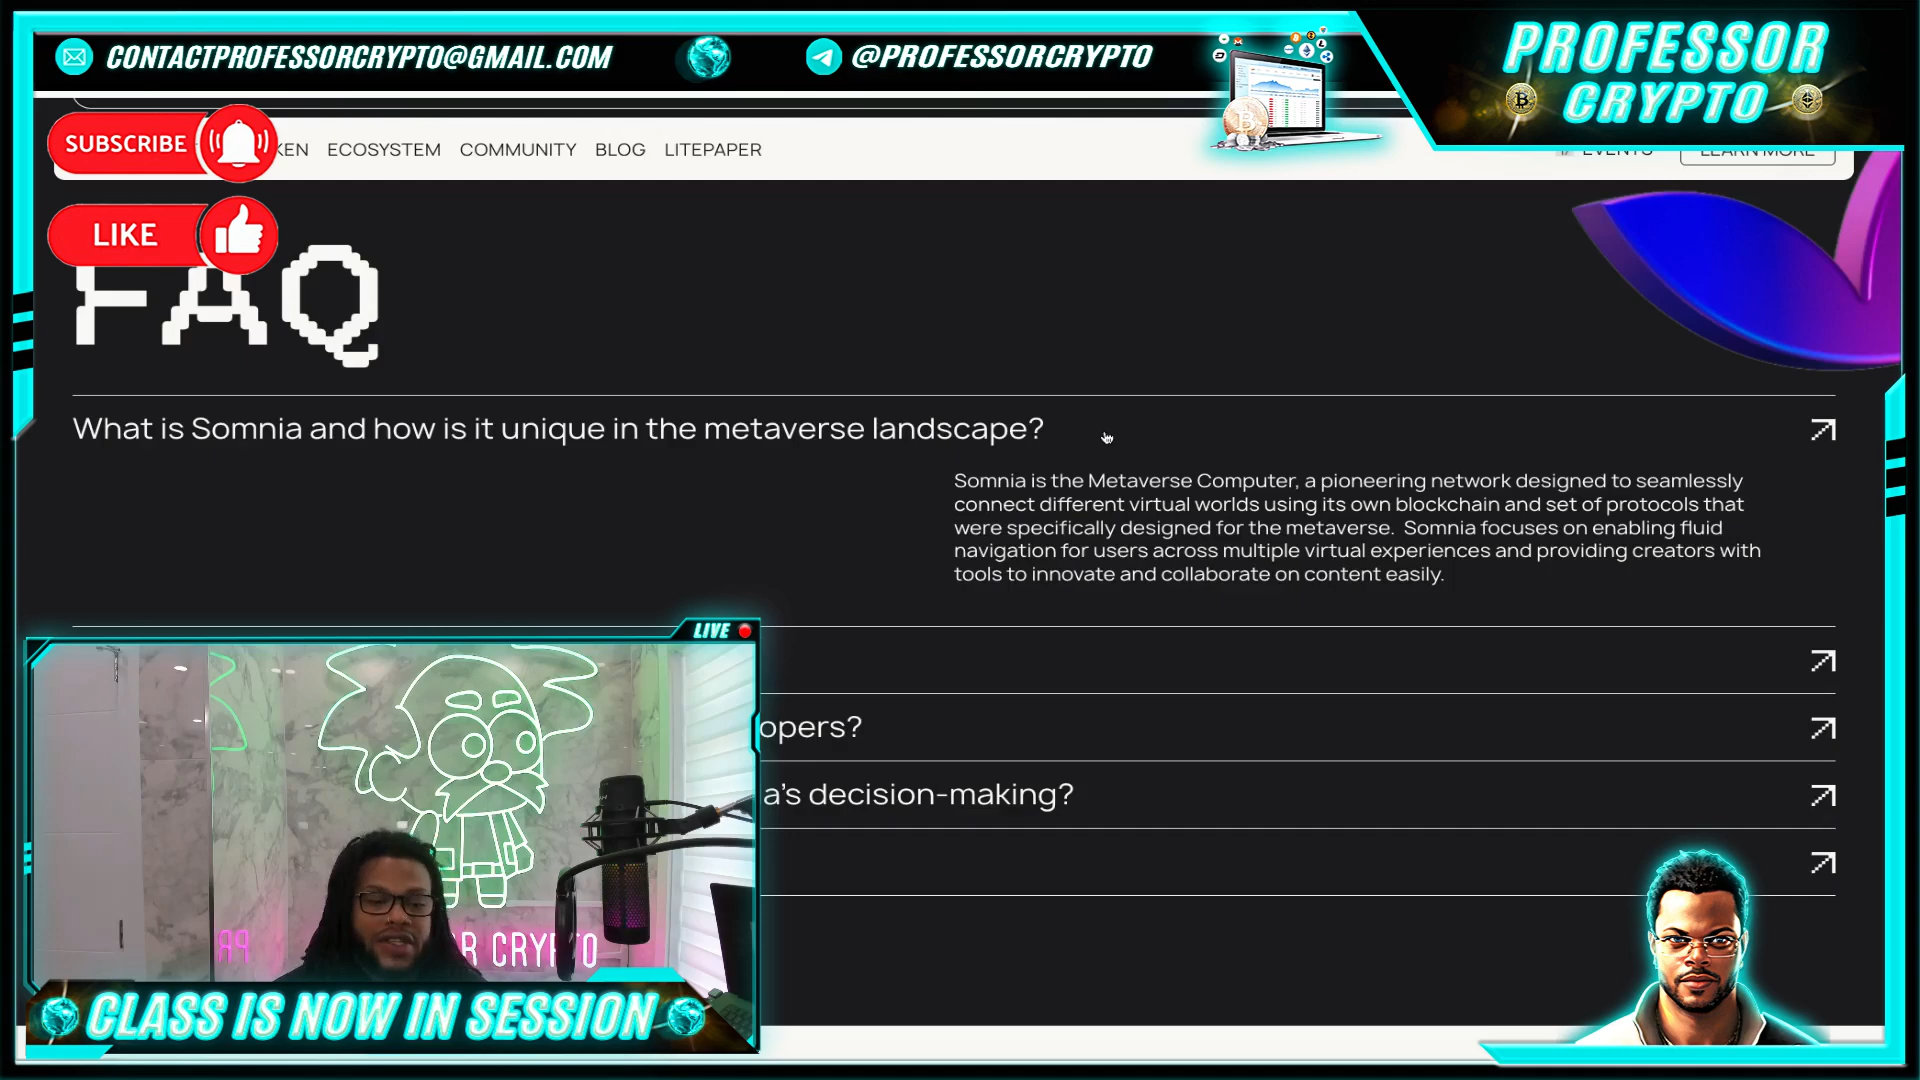 CONTACTPROFESSORCRYPTO@GMAIL.COM
@PROFESSORCRYPTO
PROFESSOR
CRYPTO
SUBSCRIBE
ECOSYSTEM COMMUNITY BLOG LITEPAPER
EVENTS LEARN MORE
LIKE
FAQ
What is Somnia and how is it unique in the metaverse landscape?
Somnia is the Metaverse Computer, a pioneering network designed to seamlessly
connect different virtual worlds using its own blockchain and set of protocols that
were specifically designed for the metaverse. Somnia focuses on enabling fluid
navigation for users across multiple virtual experiences and providing creators with
tools to innovate and collaborate on content easily.
LIVE
opers?
a's decision-making?
CRYPTO
CLASS IS NOW IN SESSION